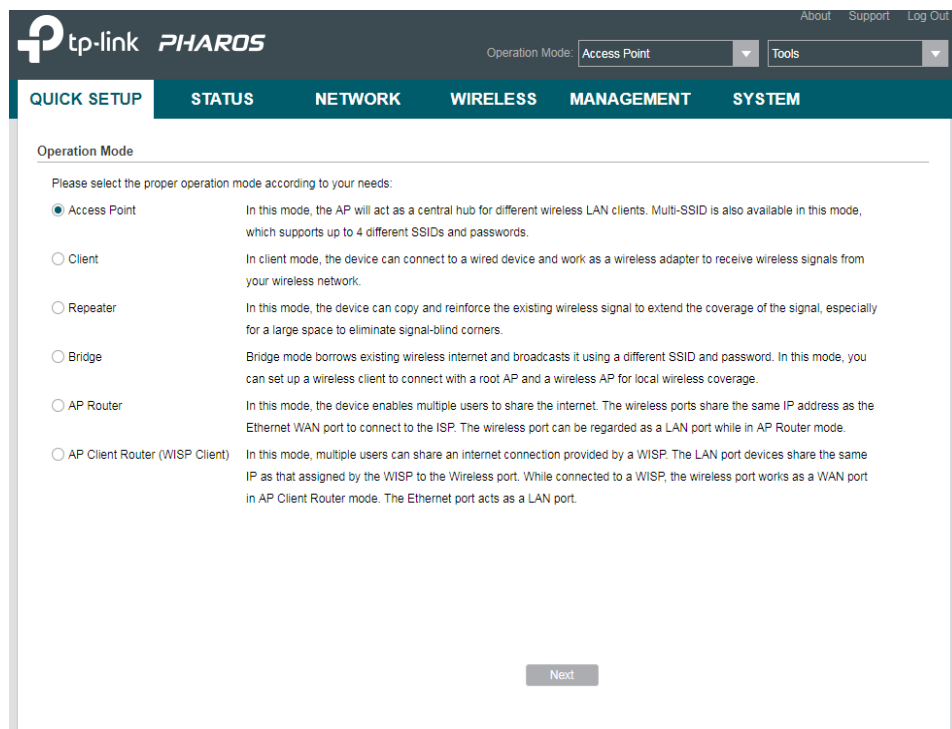 About Support Log Out
tp-link PHAROS
Operation Mode: Access Point Tools
QUICK SETUP STATUS NETWORK WIRELESS MANAGEMENT SYSTEM
Operation Mode
Please select the proper operation mode according to your needs:
Access Point In this mode, the AP will act as a central hub for different wireless LAN clients. Multi-SSID is also available in this mode,
which supports up to 4 different SSIDs and passwords.
Client In client mode, the device can connect to a wired device and work as a wireless adapter to receive wireless signals from
your wireless network.
Repeater In this mode, the device can copy and reinforce the existing wireless signal to extend the coverage of the signal, especially
for a large space to eliminate signal-blind corners.
Bridge Bridge mode borrows existing wireless internet and broadcasts it using a different SSID and password. In this mode, you
can set up a wireless client to connect with a root AP and a wireless AP for local wireless coverage.
AP Router In this mode, the device enables multiple users to share the internet. The wireless ports share the same IP address as the
Ethernet WAN port to connect to the ISP. The wireless port can be regarded as a LAN port while in AP Router mode.
AP Client Router (WISP Client) In this mode, multiple users can share an internet connection provided by a WISP. The LAN port devices share the same
IP as that assigned by the WISP to the Wireless port. While connected to a WISP, the wireless port works as a WAN port
in AP Client Router mode. The Ethernet port acts as a LAN port.
Next